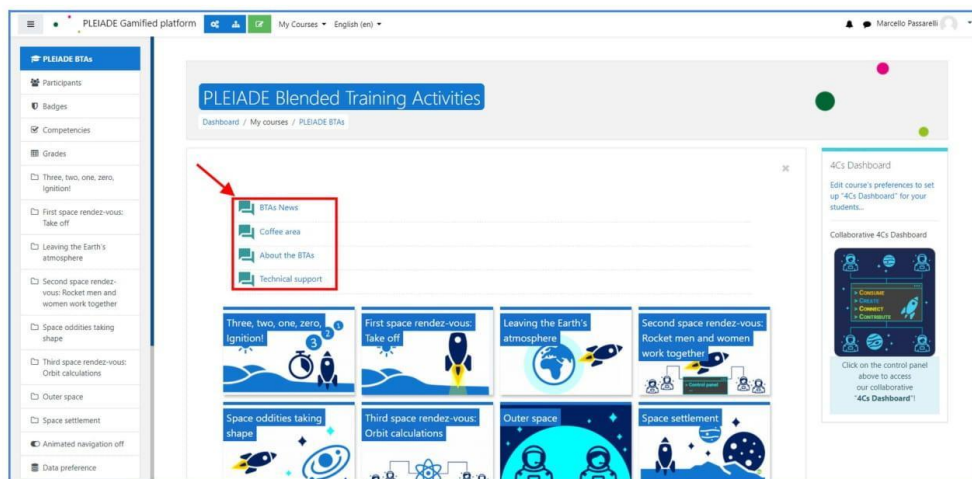 PLEIADE Gamified platform
My Courses
English (en)
Marcello Passarelli
PLEIADE BTAs
Participants
Badges
Competencies
Grades
Three, two, one, zero,
Ignition!
First space rendez-vous:
Take off
Leaving the Earth's
atmosphere
Second space rendez-
vous: Rocket men and
women work together
Space oddities taking
shape
Third space rendez-vous:
Orbit calculations
Outer space
Space settlement
Animated navigation off
Data preference
PLEIADE Blended Training Activities
Dashboard / My courses / PLEIADE BTAs
BTAs News
Coffee area
About the BTAs
Technical support
Three, two, one, zero,
Ignition!
1
2
3
First space rendez-vous:
Take off
Leaving the Earth's
atmosphere
Second space rendez-vous:
Rocket men and women
work together
Control panel
Space oddities taking
shape
Third space rendez-vous:
Orbit calculations
Outer space
Space settlement
4Cs Dashboard
Edit course's preferences to set
up "4Cs Dashboard" for your
students...
Collaborative 4Cs Dashboard
> CONSUME
> CREATE
> CONNECT
> CONTRIBUTE
Click on the control panel
above to access
our collaborative
"4Cs Dashboard"!